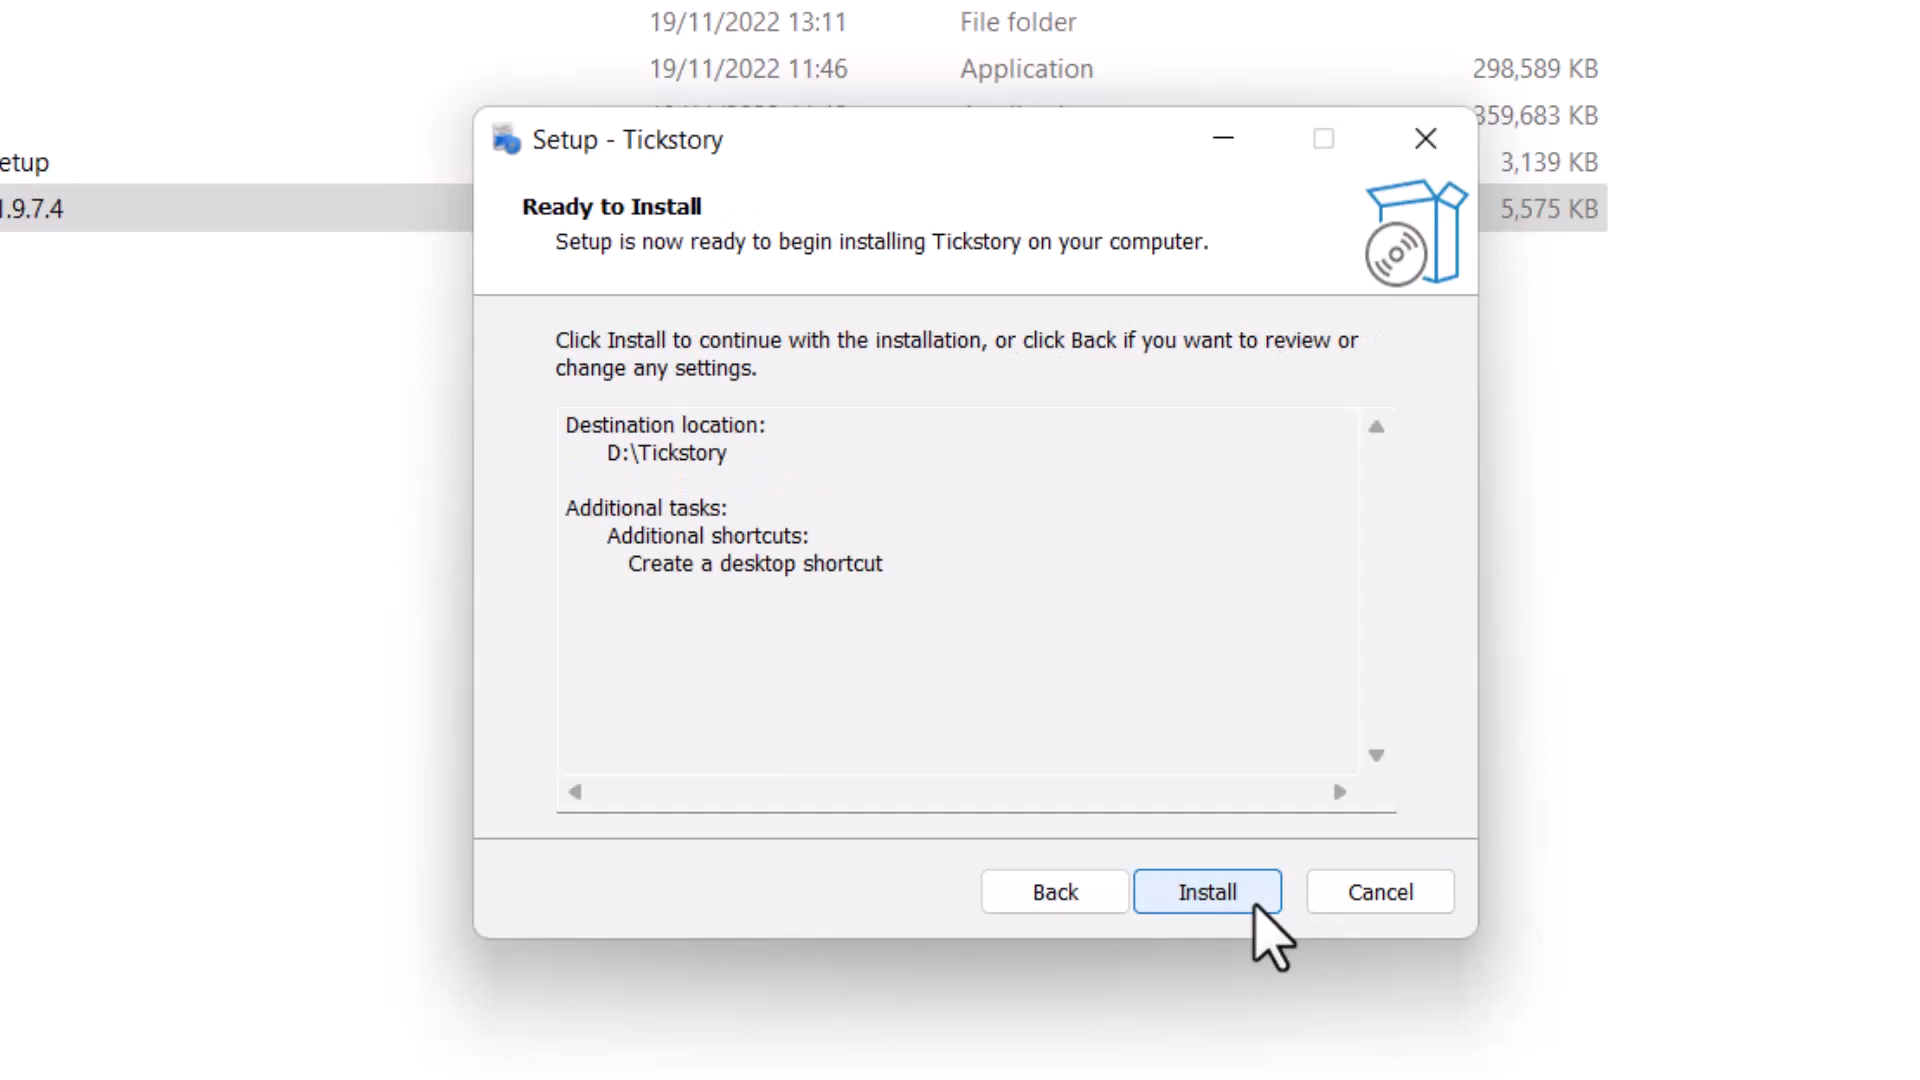 19/11/2022 13:11 File folder
19/11/2022 11:46 Application 298,589 KB
359,683 KB
etup 3,139 KB
1.9.7.4 5,575 KB
Setup - Tickstory
Ready to Install
Setup is now ready to begin installing Tickstory on your computer.
Click Install to continue with the installation, or click Back if you want to review or
change any settings.
Destination location:
D:\Tickstory
Additional tasks:
Additional shortcuts:
Create a desktop shortcut
Back Install Cancel